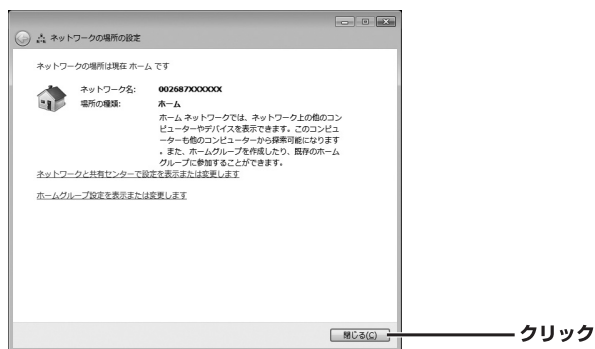 ネットワークの場所の設定
ネットワークの場所は現在 ホーム です
ネットワーク名: 002687XXXXXX
場所の種類: ホーム
ホーム ネットワークでは、ネットワーク上の他のコン
ピューターやデバイスを表示できます。このコンピュ
ーターも他のコンピューターから探索可能になります
。また、ホームグループを作成したり、既存のホーム
グループに参加することができます。
ネットワークと共有センターで設定を表示または変更します
ホームグループ設定を表示または変更します
閉じる(C)
クリック